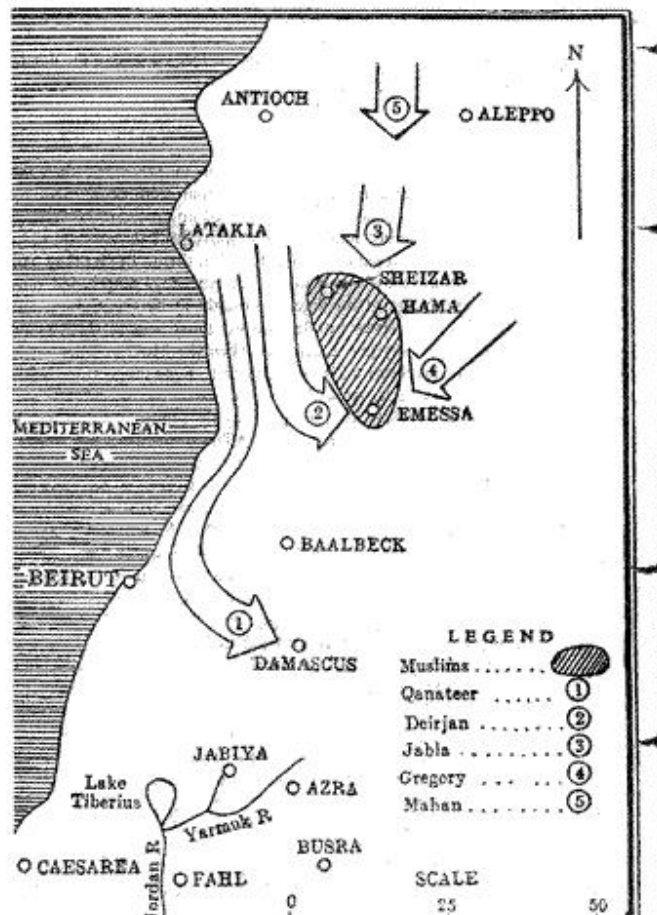 N
ANTIOCH
ALEPPO
5
LATAKIA
3
SHEIZAR
HAMA
4
2
EMESSA
MEDITERRANEAN
SEA
BAALBECK
BEIRUT
1
DAMASCUS
LEGEND
Muslims .......
Qanateer ..... 1
Deirjan ...... 2
Jabla ....... 3
Gregory .. .... 4
Mahan ...... 5
JABIYA
Lake
Tiberius
AZRA
Yarmuk R
BUSRA
CAESAREA
Jordan R
FAHL
SCALE
0 25 50